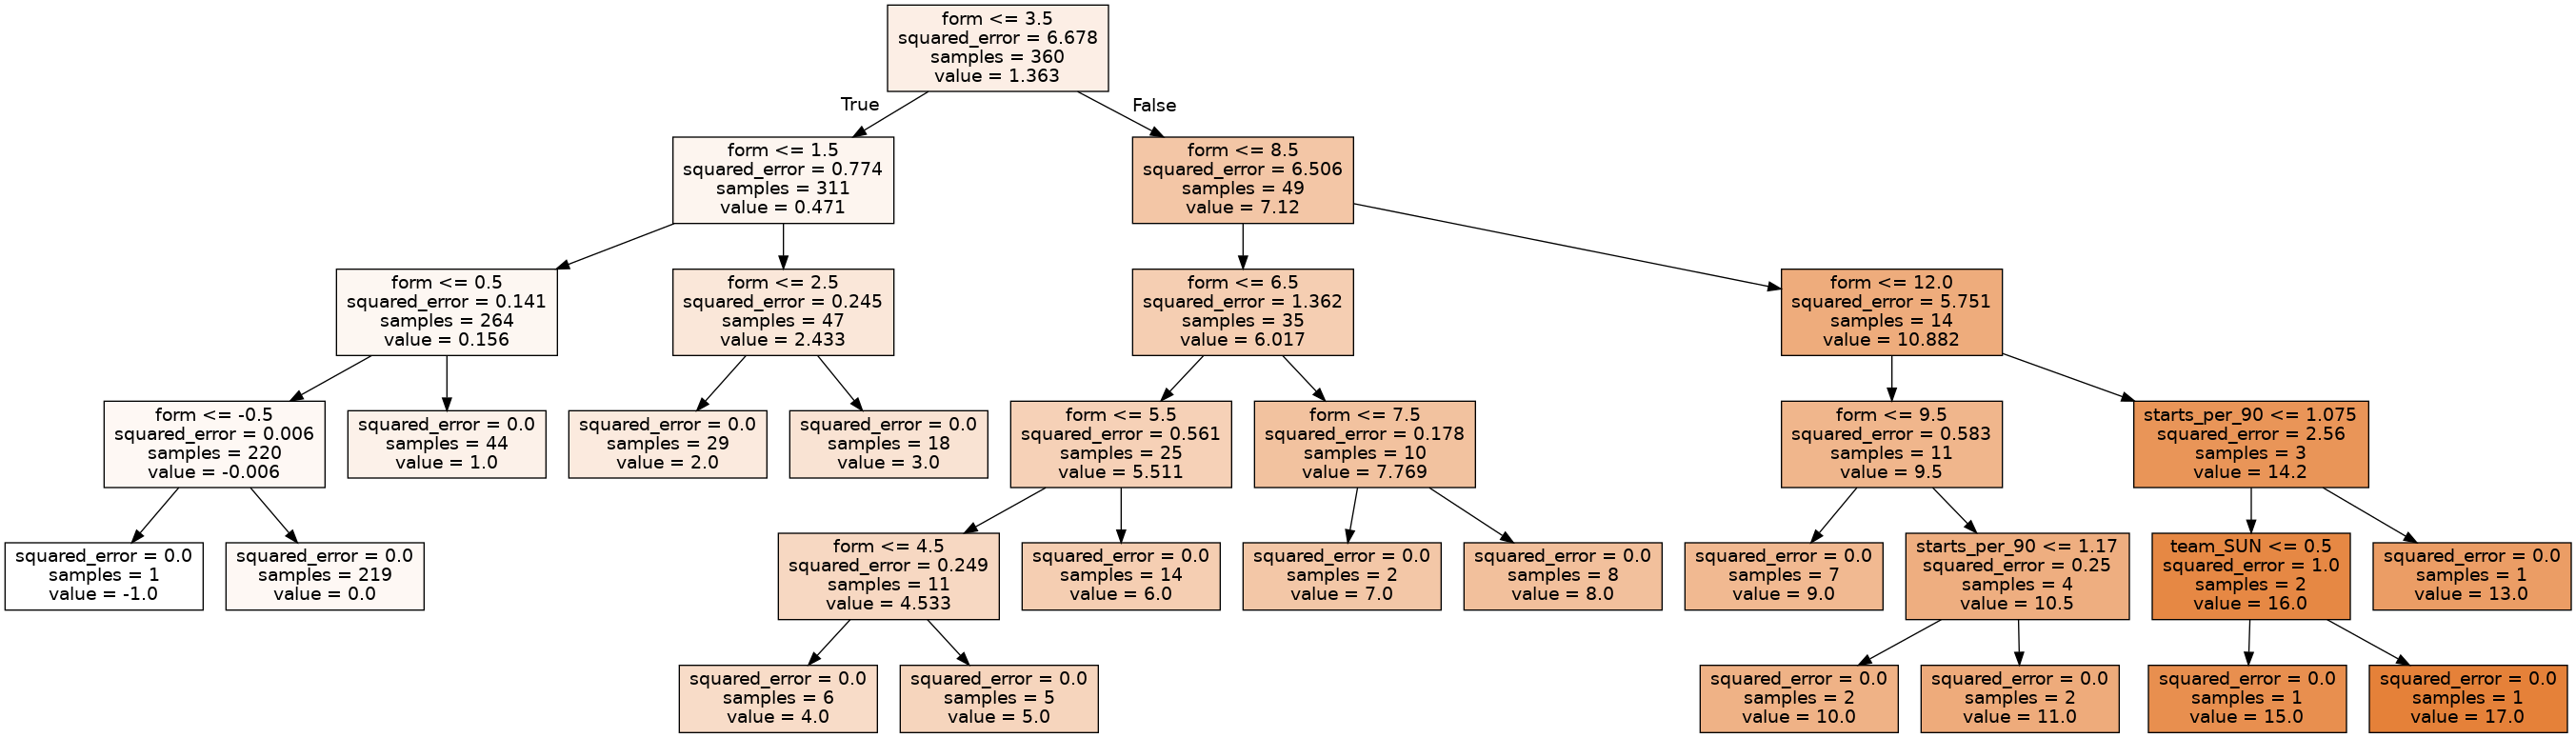 form <= 3.5
squared_error = 6.678
samples = 360
value = 1.363
True
False
form <= 1.5
squared_error = 0.774
samples = 311
value = 0.471
form <= 8.5
squared_error = 6.506
samples = 49
value = 7.12
form <= 0.5
squared_error = 0.141
samples = 264
value = 0.156
form <= 2.5
squared_error = 0.245
samples = 47
value = 2.433
form <= 6.5
squared_error = 1.362
samples = 35
value = 6.017
form <= 12.0
squared_error = 5.751
samples = 14
value = 10.882
form <= -0.5
squared_error = 0.006
samples = 220
value = -0.006
squared_error = 0.0
samples = 44
value = 1.0
squared_error = 0.0
samples = 29
value = 2.0
squared_error = 0.0
samples = 18
value = 3.0
form <= 5.5
squared_error = 0.561
samples = 25
value = 5.511
form <= 7.5
squared_error = 0.178
samples = 10
value = 7.769
form <= 9.5
squared_error = 0.583
samples = 11
value = 9.5
starts_per_90 <= 1.075
squared_error = 2.56
samples = 3
value = 14.2
squared_error = 0.0
samples = 1
value = -1.0
squared_error = 0.0
samples = 219
value = 0.0
form <= 4.5
squared_error = 0.249
samples = 11
value = 4.533
squared_error = 0.0
samples = 14
value = 6.0
squared_error = 0.0
samples = 2
value = 7.0
squared_error = 0.0
samples = 8
value = 8.0
squared_error = 0.0
samples = 7
value = 9.0
starts_per_90 <= 1.17
squared_error = 0.25
samples = 4
value = 10.5
team_SUN <= 0.5
squared_error = 1.0
samples = 2
value = 16.0
squared_error = 0.0
samples = 1
value = 13.0
squared_error = 0.0
samples = 6
value = 4.0
squared_error = 0.0
samples = 5
value = 5.0
squared_error = 0.0
samples = 2
value = 10.0
squared_error = 0.0
samples = 2
value = 11.0
squared_error = 0.0
samples = 1
value = 15.0
squared_error = 0.0
samples = 1
value = 17.0